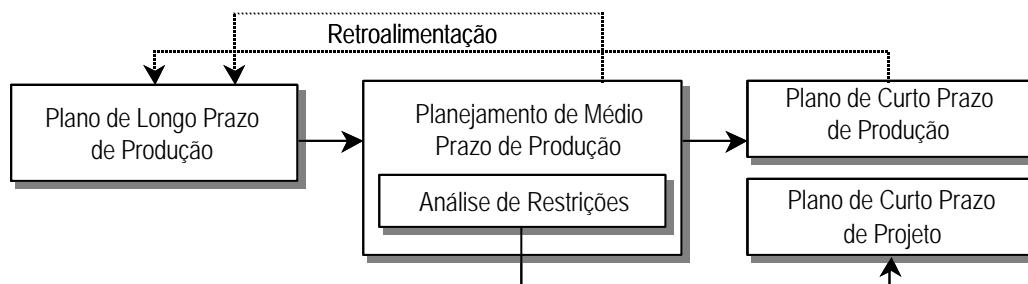 Retroalimentação
Plano de Longo Prazo
de Produção
Planejamento de Médio
Prazo de Produção
Análise de Restrições
Plano de Curto Prazo
de Produção
Plano de Curto Prazo
de Projeto